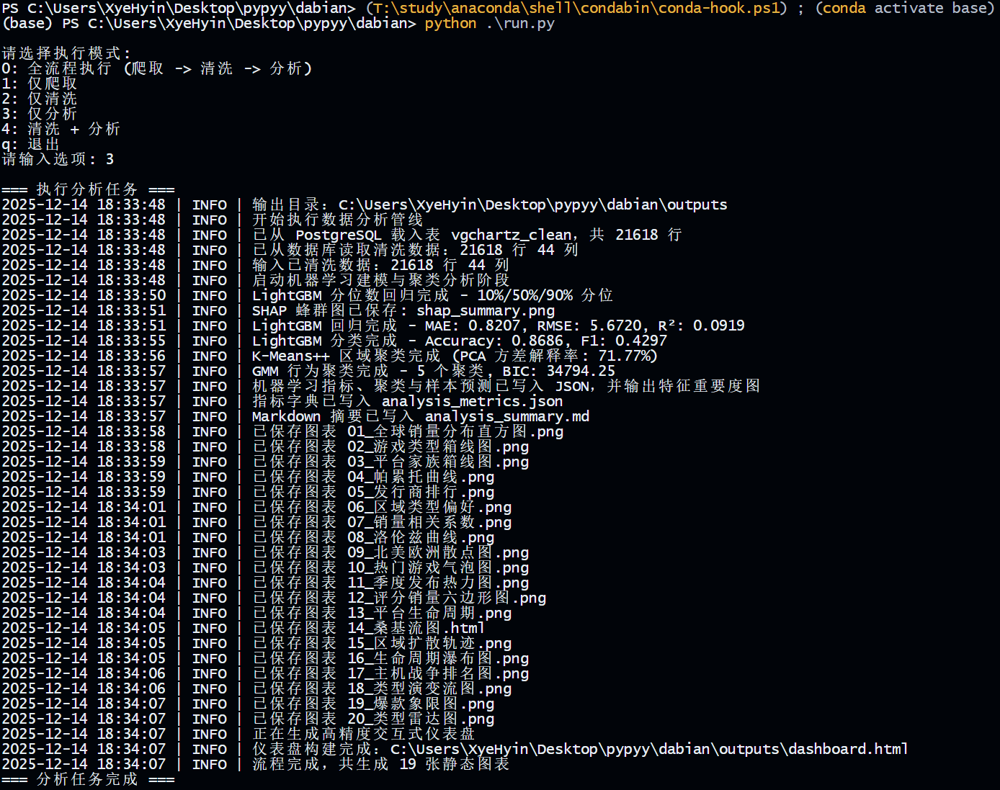 PS C:\Users\XyeHyin\Desktop\pypyy\dabian> (T:\study\anaconda\shell\condabin\conda-hook.ps1) ; (conda activate base)
(base) PS C:\Users\XyeHyin\Desktop\pypyy\dabian> python .\run.py
请选择执行模式:
0: 全流程执行 (爬取 -> 清洗 -> 分析)
1: 仅爬取
2: 仅清洗
3: 仅分析
4: 清洗 + 分析
q: 退出
请输入选项: 3
=== 执行分析任务 ===
2025-12-14 18:33:48 | INFO | 输出目录：C:\Users\XyeHyin\Desktop\pypyy\dabian\outputs
2025-12-14 18:33:48 | INFO | 开始执行数据分析管线
2025-12-14 18:33:48 | INFO | 已从 PostgreSQL 载入表 vgchartz_clean，共 21618 行
2025-12-14 18:33:48 | INFO | 已从数据库读取清洗数据：21618 行 44 列
2025-12-14 18:33:48 | INFO | 输入已清洗数据：21618 行 44 列
2025-12-14 18:33:48 | INFO | 启动机器学习建模与聚类分析阶段
2025-12-14 18:33:50 | INFO | LightGBM 分位数回归完成 - 10%/50%/90% 分位
2025-12-14 18:33:51 | INFO | SHAP 蜂群图已保存: shap_summary.png
2025-12-14 18:33:51 | INFO | LightGBM 回归完成 - MAE: 0.8207, RMSE: 5.6720, R²: 0.0919
2025-12-14 18:33:55 | INFO | LightGBM 分类完成 - Accuracy: 0.8686, F1: 0.4297
2025-12-14 18:33:56 | INFO | K-Means++ 区域聚类完成 (PCA 方差解释率: 71.77%)
2025-12-14 18:33:57 | INFO | GMM 行为聚类完成 - 5 个聚类, BIC: 34794.25
2025-12-14 18:33:57 | INFO | 机器学习指标、聚类与样本预测已写入 JSON，并输出特征重要度图
2025-12-14 18:33:57 | INFO | 指标字典已写入 analysis_metrics.json
2025-12-14 18:33:57 | INFO | Markdown 摘要已写入 analysis_summary.md
2025-12-14 18:33:58 | INFO | 已保存图表 01_全球销量分布直方图.png
2025-12-14 18:33:58 | INFO | 已保存图表 02_游戏类型箱线图.png
2025-12-14 18:33:59 | INFO | 已保存图表 03_平台家族箱线图.png
2025-12-14 18:33:59 | INFO | 已保存图表 04_帕累托曲线.png
2025-12-14 18:33:59 | INFO | 已保存图表 05_发行商排行.png
2025-12-14 18:34:01 | INFO | 已保存图表 06_区域类型偏好.png
2025-12-14 18:34:01 | INFO | 已保存图表 07_销量相关系数.png
2025-12-14 18:34:01 | INFO | 已保存图表 08_洛伦兹曲线.png
2025-12-14 18:34:03 | INFO | 已保存图表 09_北美欧洲散点图.png
2025-12-14 18:34:03 | INFO | 已保存图表 10_热门游戏气泡图.png
2025-12-14 18:34:04 | INFO | 已保存图表 11_季度发布热力图.png
2025-12-14 18:34:04 | INFO | 已保存图表 12_评分销量六边形图.png
2025-12-14 18:34:04 | INFO | 已保存图表 13_平台生命周期.png
2025-12-14 18:34:05 | INFO | 已保存图表 14_桑基流图.html
2025-12-14 18:34:05 | INFO | 已保存图表 15_区域扩散轨迹.png
2025-12-14 18:34:05 | INFO | 已保存图表 16_生命周期瀑布图.png
2025-12-14 18:34:06 | INFO | 已保存图表 17_主机战争排名图.png
2025-12-14 18:34:06 | INFO | 已保存图表 18_类型演变流图.png
2025-12-14 18:34:07 | INFO | 已保存图表 19_爆款象限图.png
2025-12-14 18:34:07 | INFO | 已保存图表 20_类型雷达图.png
2025-12-14 18:34:07 | INFO | 正在生成高精度交互式仪表盘
2025-12-14 18:34:07 | INFO | 仪表盘构建完成：C:\Users\XyeHyin\Desktop\pypyy\dabian\outputs\dashboard.html
2025-12-14 18:34:07 | INFO | 流程完成，共生成 19 张静态图表
=== 分析任务完成 ===